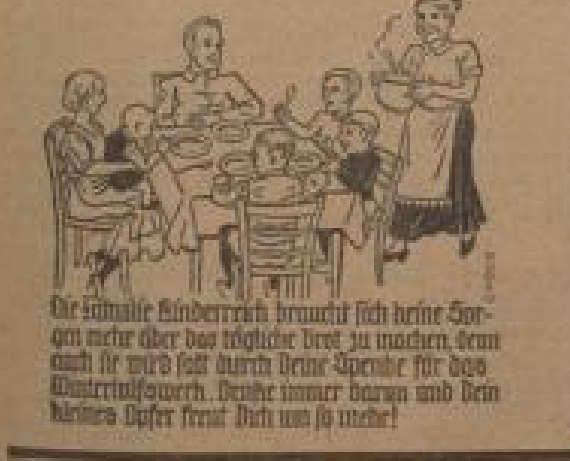 Die Familie Kinderreich braucht sich keine Sor-
gen mehr über das tägliche Brot zu machen, denn
auch sie wird satt durch Deine Spende für das
Winterhilfswerk. Denke immer daran und Dein
kleines Opfer freut Dich um so mehr!